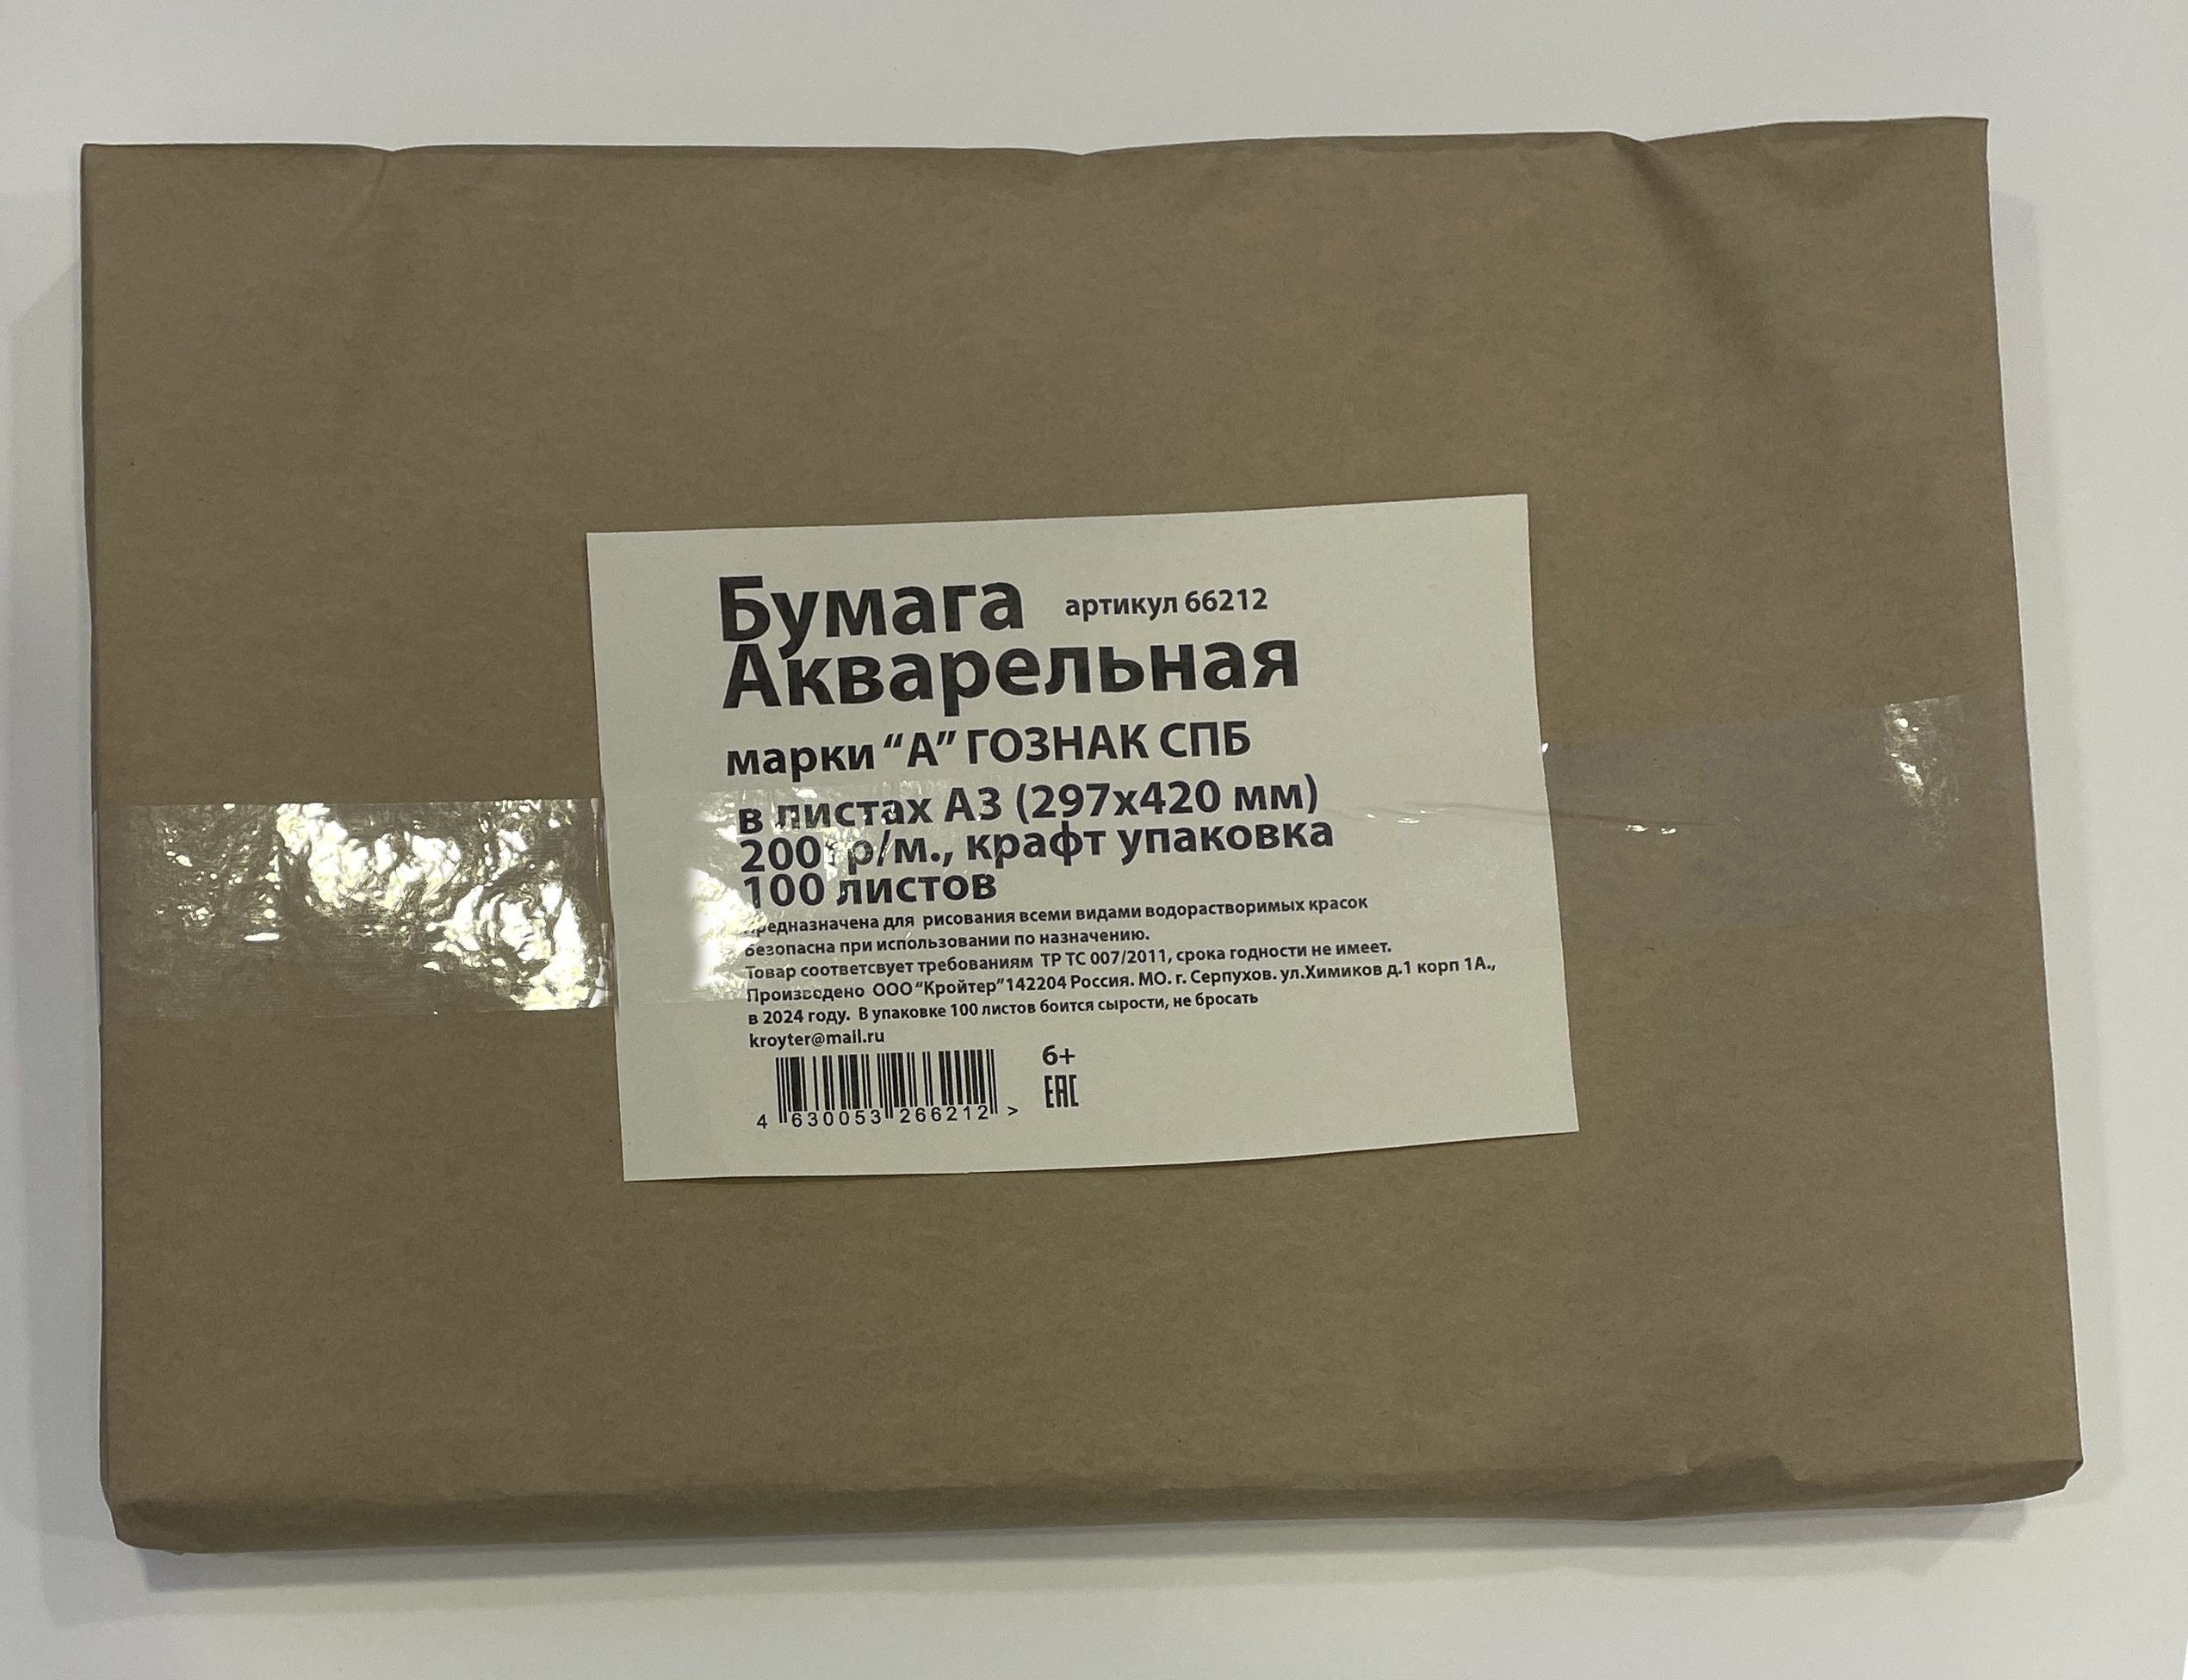 Бумага артикул 66212
Акварельная
марки “А” ГОЗНАК СПБ
в листах А3 (297х420 мм)
200гр/м., крафт упаковка
100 листов
Предназначена для рисования всеми видами водорастворимых красок
Безопасна при использовании по назначению.
Товар соответсвует требованиям ТР ТС 007/2011, срока годности не имеет.
Произведено ООО “Кройтер” 142204 Россия. МО. г. Серпухов. ул.Химиков д.1 корп 1А.,
в 2024 году. В упаковке 100 листов боится сырости, не бросать
kroyter@mail.ru
6+
EAC
4 630053 266212 >